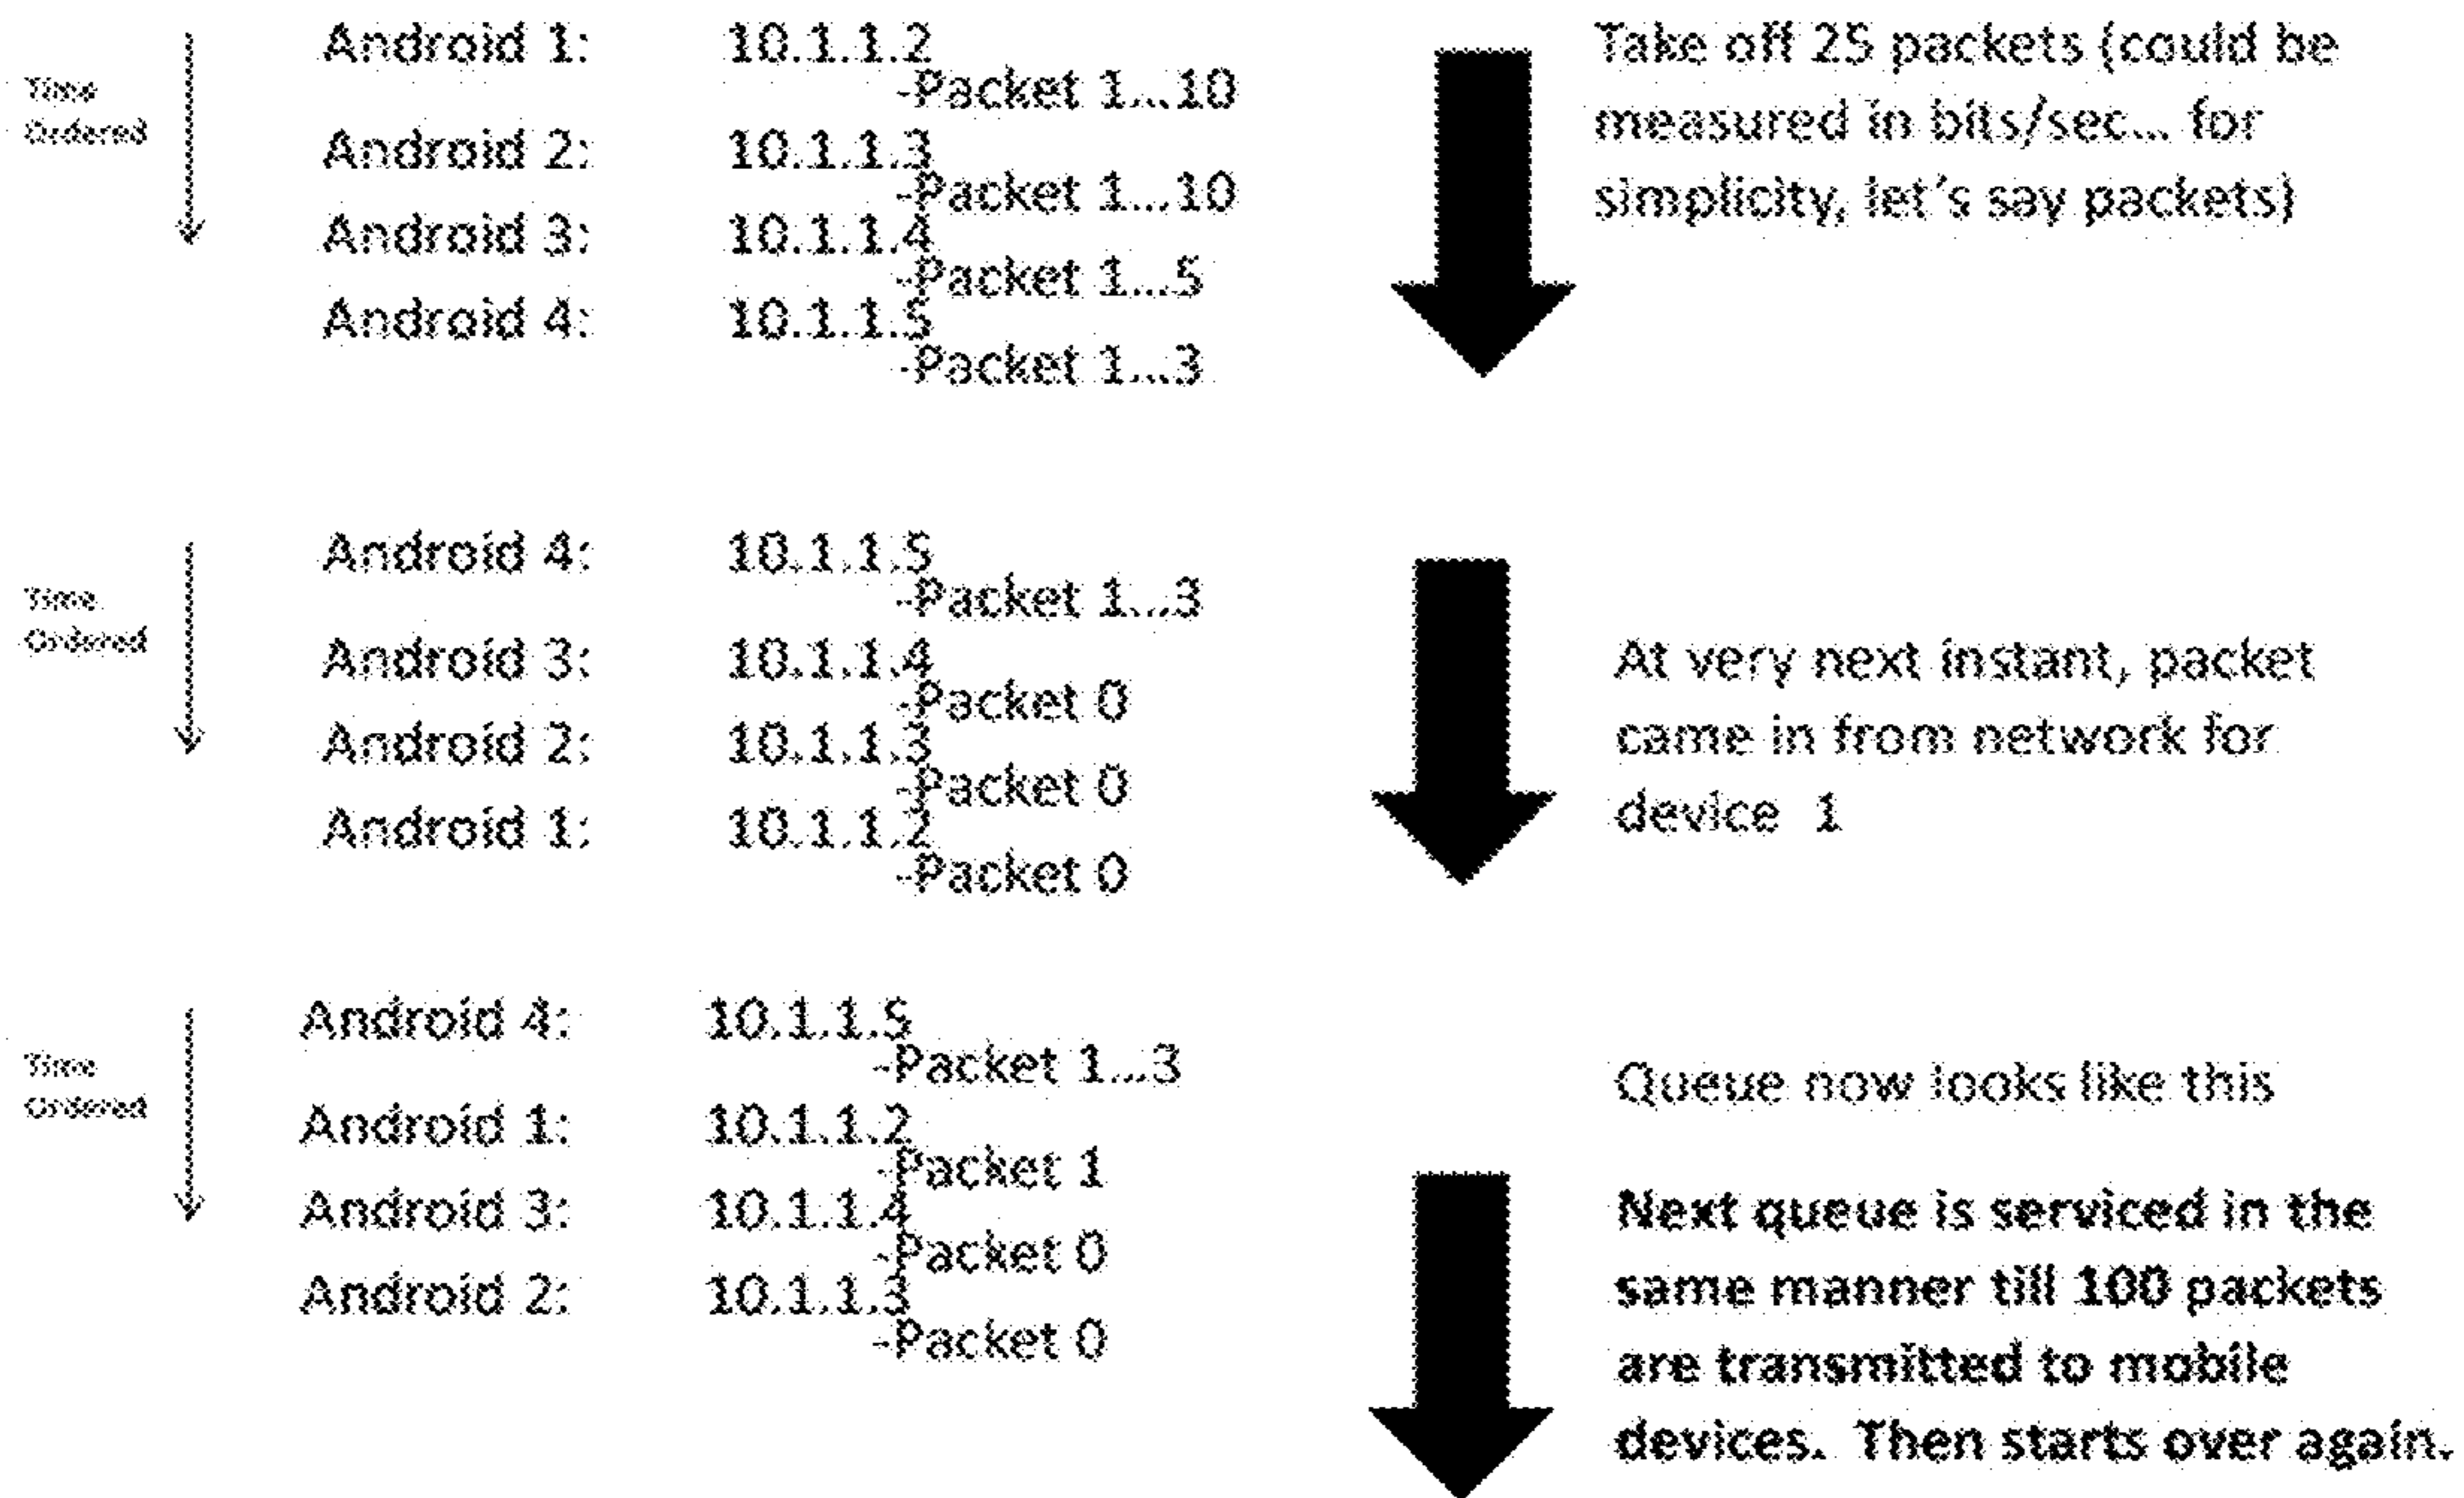 Time
Ordered
Android 1: 10.1.1.2
-Packet 1...10
Android 2: 10.1.1.3
-Packet 1...10
Android 3: 10.1.1.4
-Packet 1...5
Android 4: 10.1.1.5
-Packet 1...3
Take off 25 packets (could be
measured in bits/sec... for
simplicity, let's say packets)
Time
Ordered
Android 4: 10.1.1.5
-Packet 1...3
Android 3: 10.1.1.4
-Packet 0
Android 2: 10.1.1.3
-Packet 0
Android 1: 10.1.1.2
-Packet 0
At very next instant, packet
came in from network for
device 1
Time
Ordered
Android 4: 10.1.1.5
-Packet 1...3
Android 1: 10.1.1.2
-Packet 1
Android 3: 10.1.1.4
-Packet 0
Android 2: 10.1.1.3
-Packet 0
Queue now looks like this
Next queue is serviced in the
same manner till 100 packets
are transmitted to mobile
devices. Then starts over again.